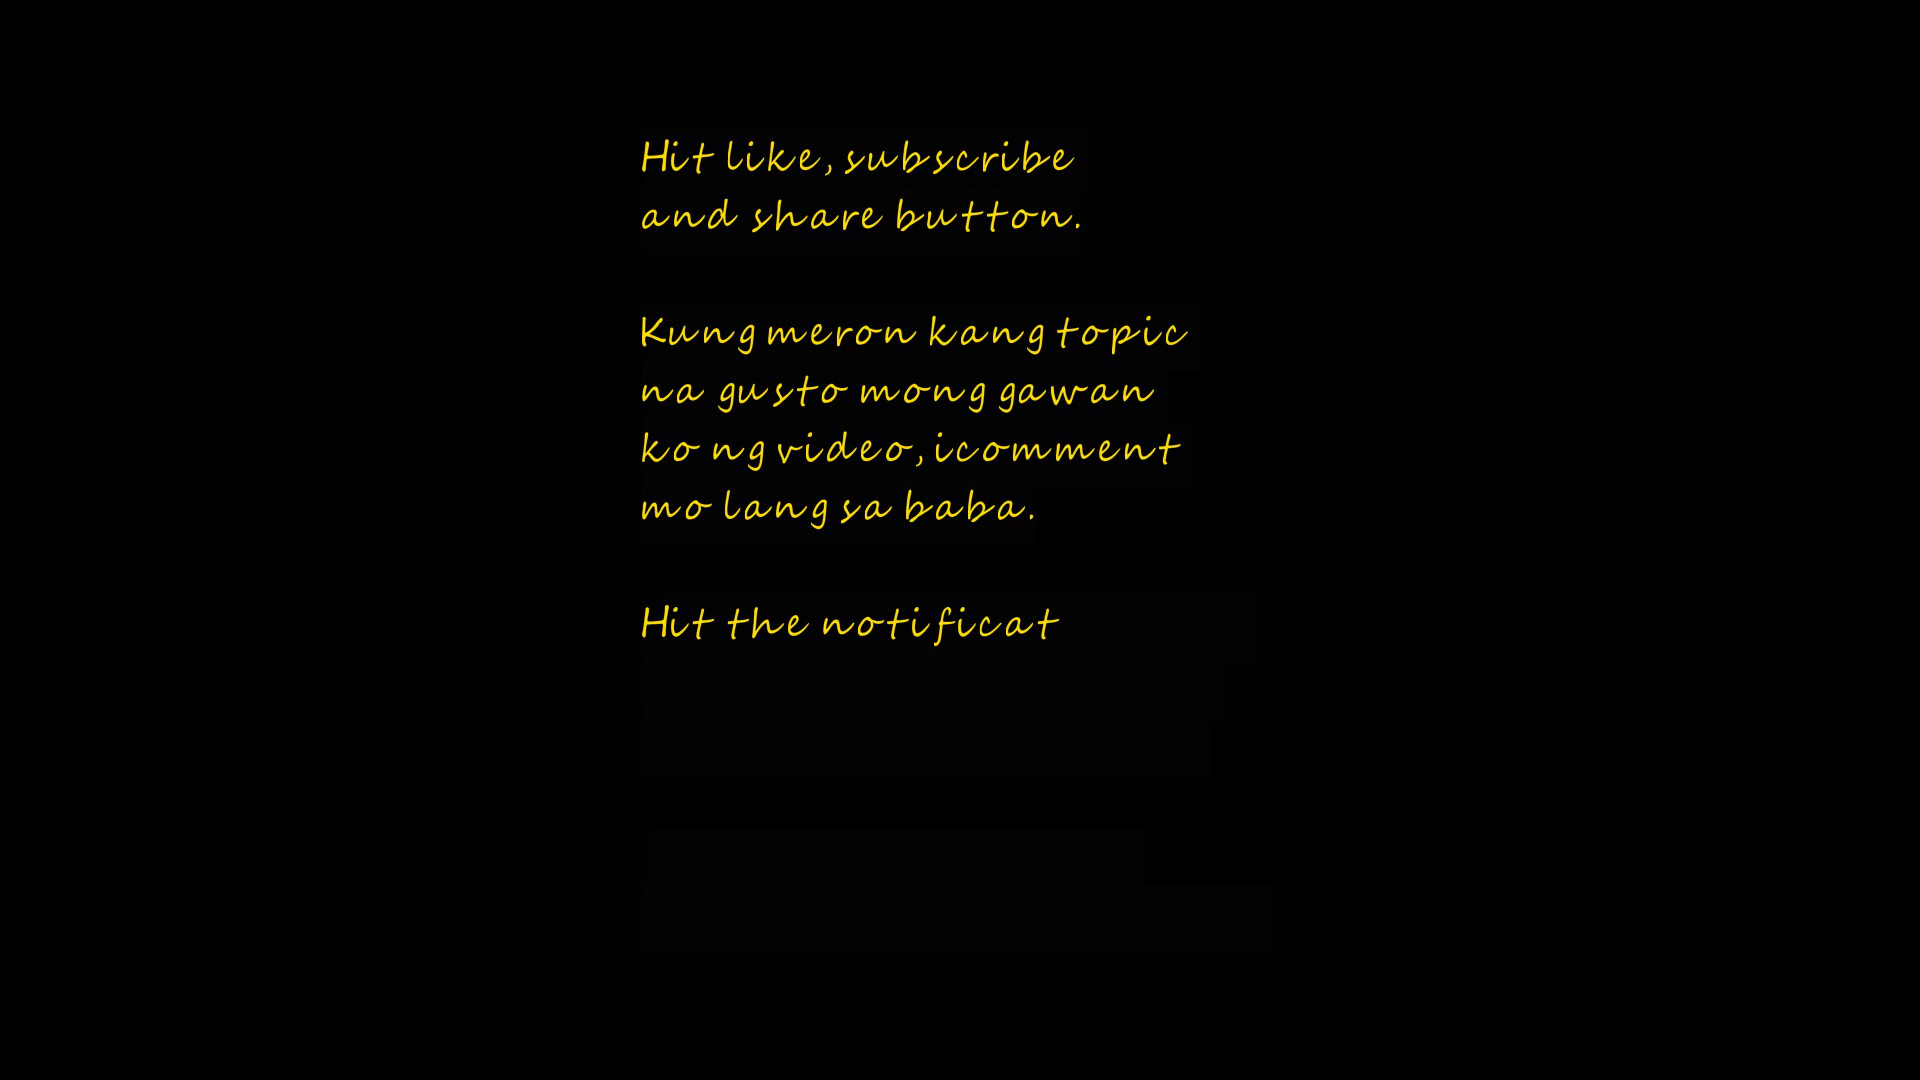 Hit like, subscribe
and share button.
Kung meron kang topic
na gusto mong gawan
ko ng video, icomment
mo lang sa baba.
Hit the notificat